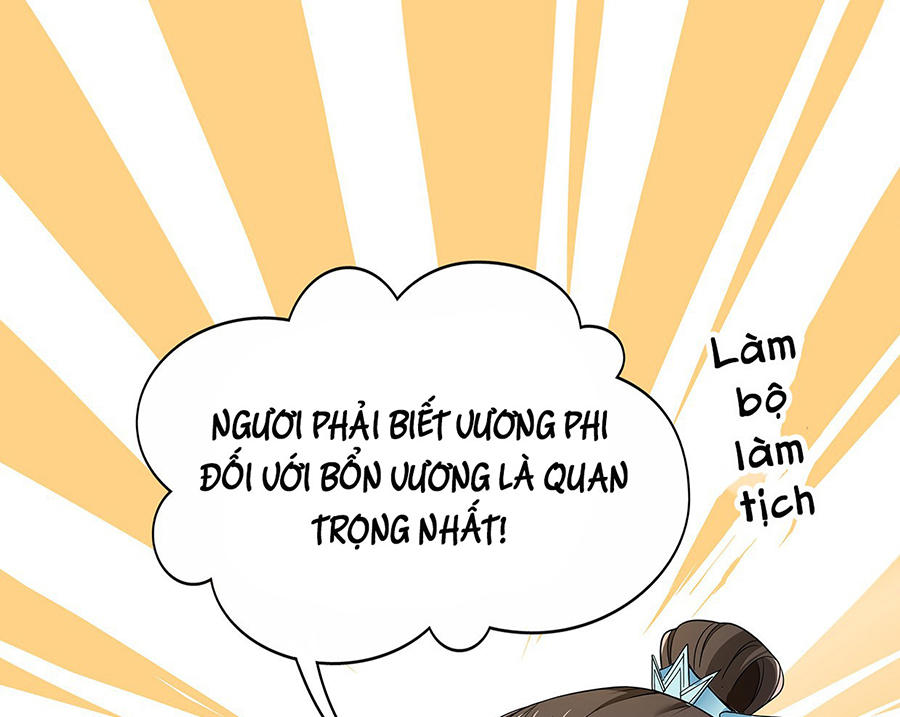 NGƯƠI PHẢI BIẾT VƯƠNG PHI
ĐỐI VỚI BỔN VƯƠNG LÀ QUAN
TRỌNG NHẤT!
Làm
bộ
làm
tịch